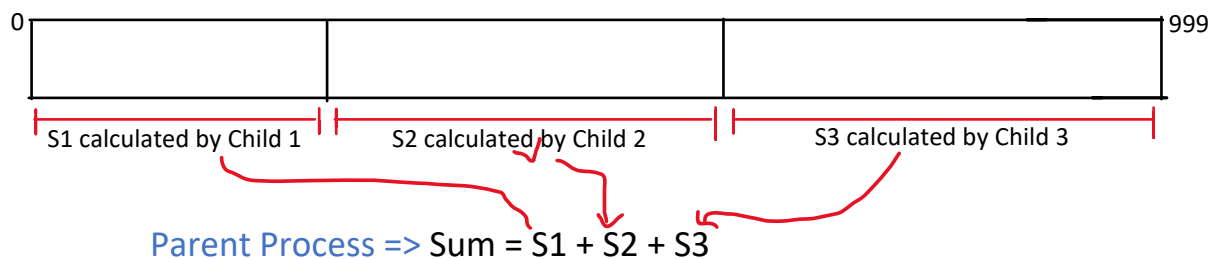 0 999
S1 calculated by Child 1 S2 calculated by Child 2 S3 calculated by Child 3
Parent Process => Sum = S1 + S2 + S3